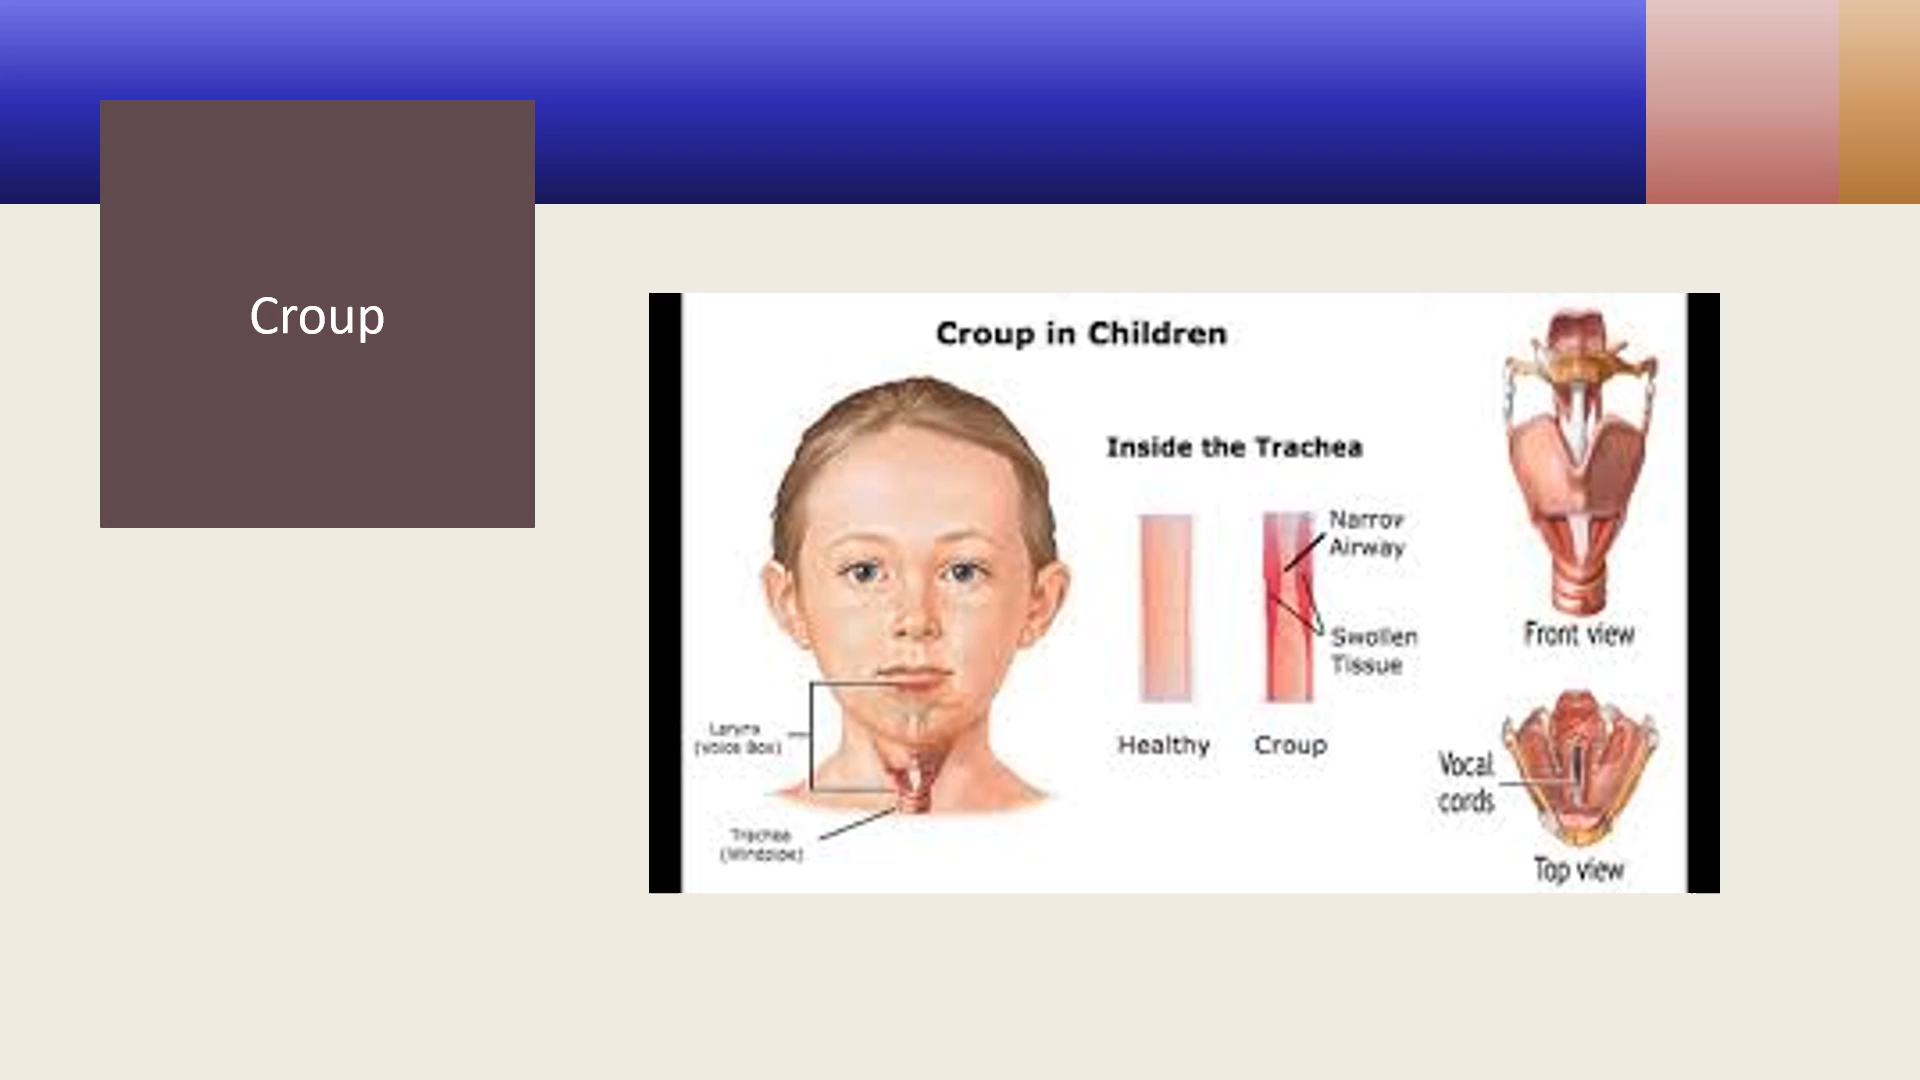 Croup
Croup in Children
Inside the Trachea
Narrow
Airway
Swollen
Tissue
Healthy
Croup
Larynx
(Voice Box)
Trachea
(Windpipe)
Front view
Vocal
cords
Top view